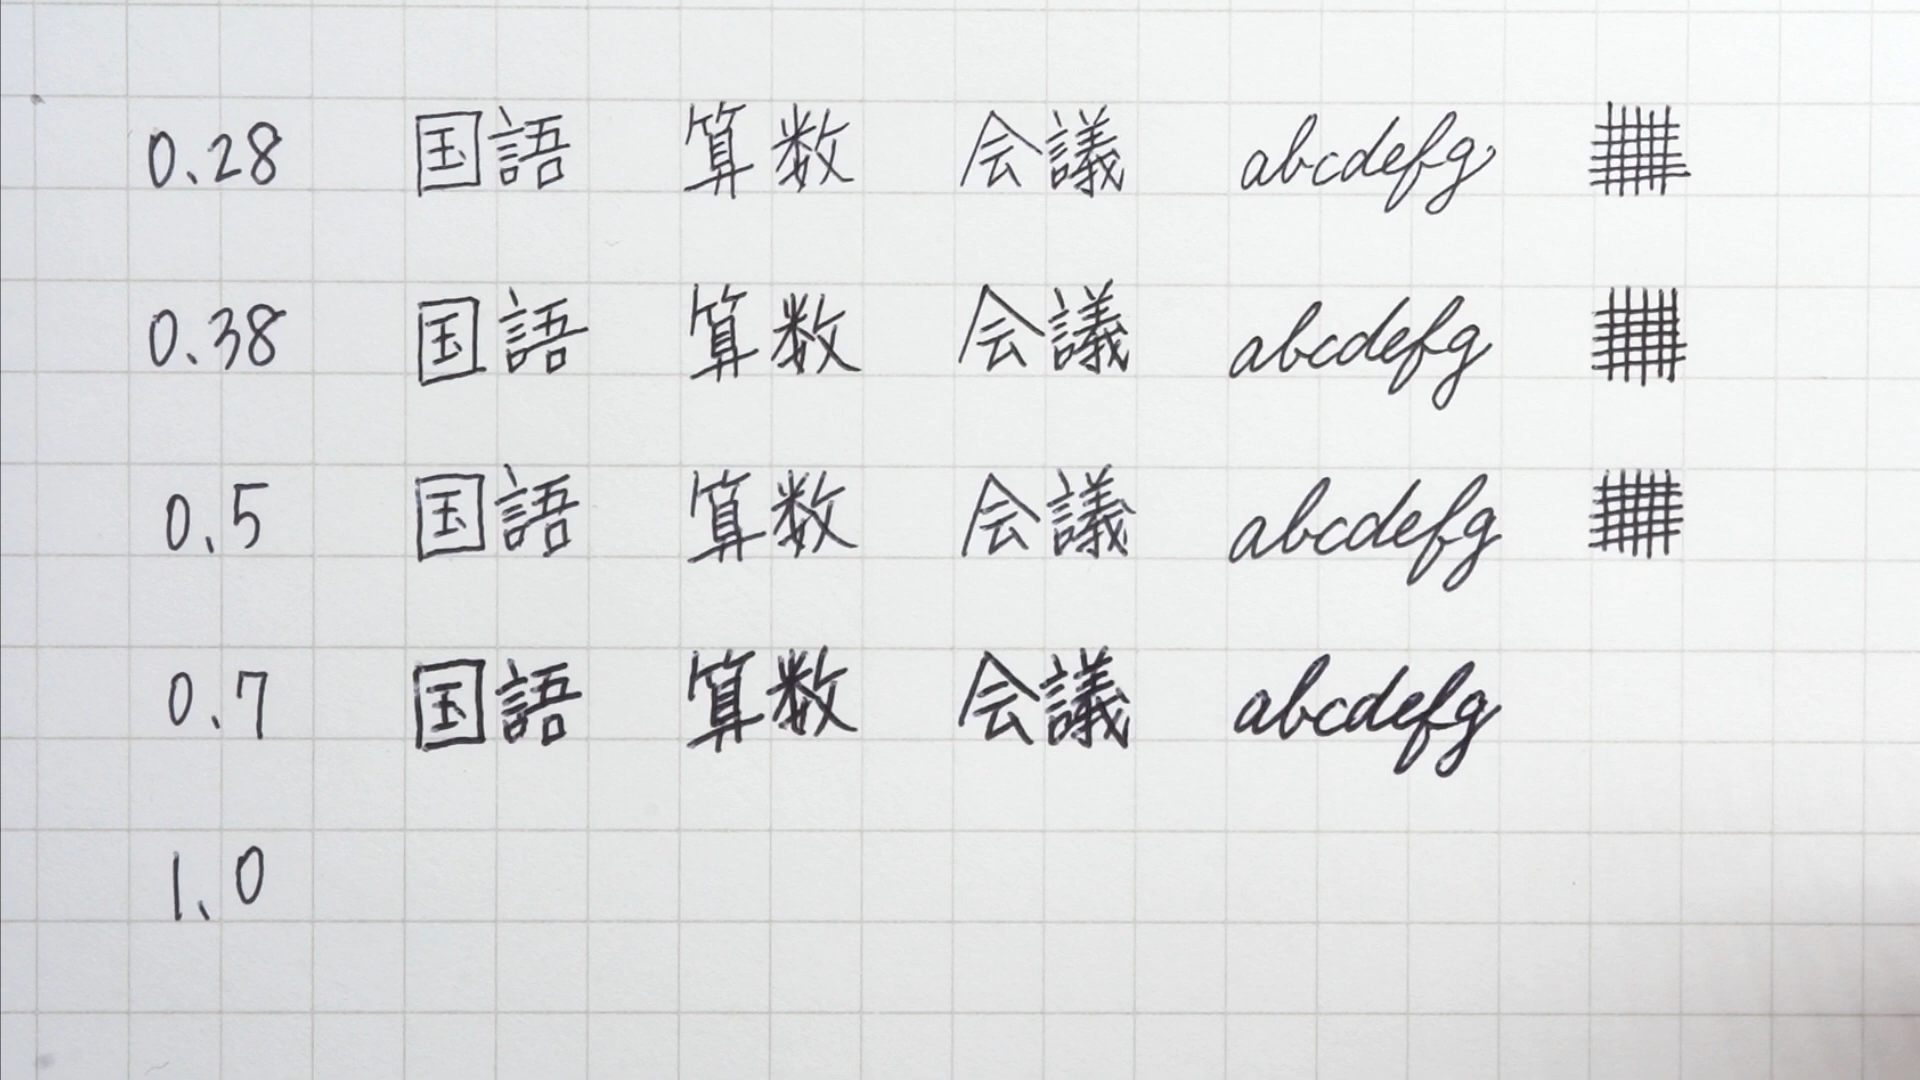 0.28 国語 算数 会議 abcdefg
0.38 国語 算数 会議 abcdefg
0.5 国語 算数 会議 abcdefg
0.7 国語 算数 会議 abcdefg
1.0